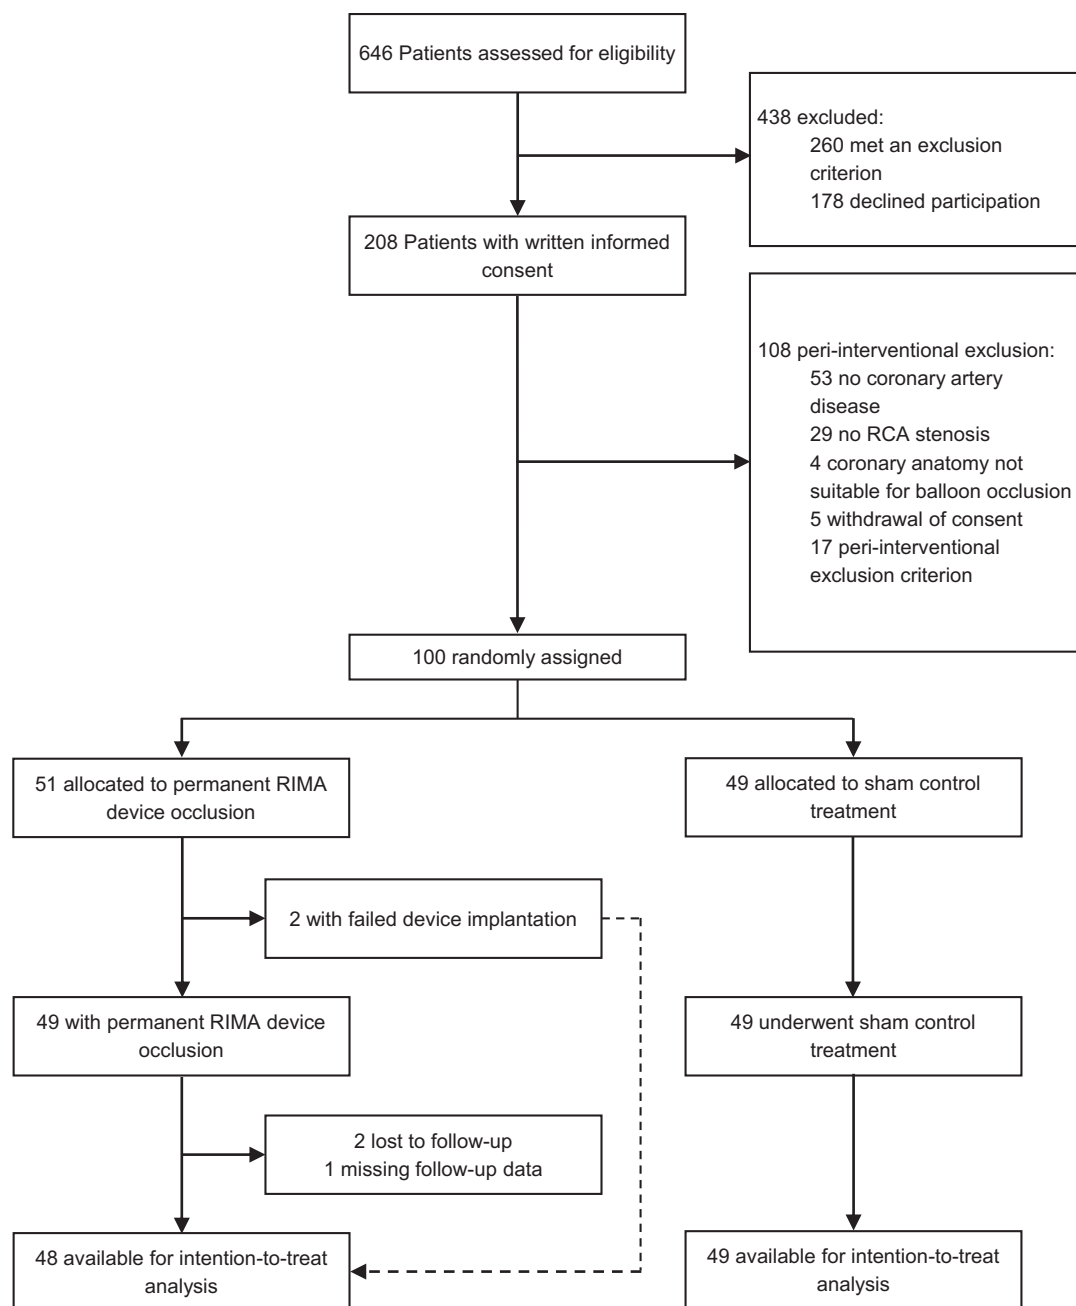 646 Patients assessed for eligibility
438 excluded:
260 met an exclusion
criterion
178 declined participation
208 Patients with written informed
consent
108 peri-interventional exclusion:
53 no coronary artery
disease
29 no RCA stenosis
4 coronary anatomy not
suitable for balloon occlusion
5 withdrawal of consent
17 peri-interventional
exclusion criterion
100 randomly assigned
51 allocated to permanent RIMA
device occlusion
49 allocated to sham control
treatment
2 with failed device implantation
49 with permanent RIMA device
occlusion
49 underwent sham control
treatment
2 lost to follow-up
1 missing follow-up data
48 available for intention-to-treat
analysis
49 available for intention-to-treat
analysis